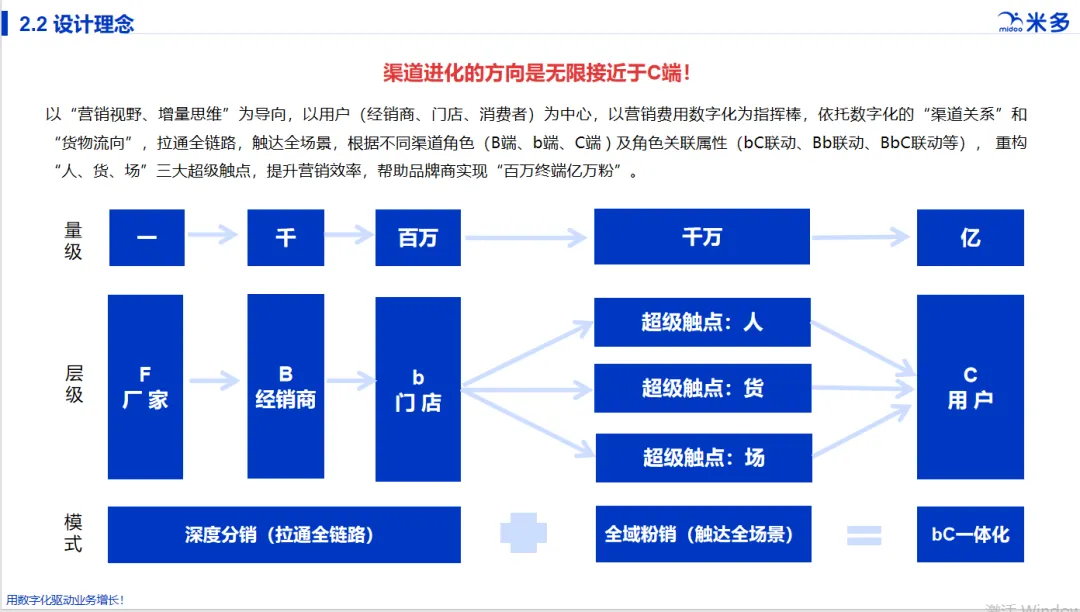 2.2 设计理念
midoo 米多
渠道进化的方向是无限接近于C端！
以“营销视野、增量思维”为导向，以用户（经销商、门店、消费者）为中心，以营销费用数字化为指挥棒，依托数字化的“渠道关系”和
“货物流向”，拉通全链路，触达全场景，根据不同渠道角色（B端、b端、C端 ) 及角色关联属性（bC联动、Bb联动、BbC联动等）， 重构
“人、货、场”三大超级触点，提升营销效率，帮助品牌商实现“百万终端亿万粉”。
量级
一
千
百万
千万
亿
层级
F
厂 家
B
经销商
b
门 店
超级触点：人
超级触点：货
超级触点：场
C
用 户
模式
深度分销（拉通全链路）
全域粉销（触达全场景）
bC一体化
用数字化驱动业务增长！
激活 Window